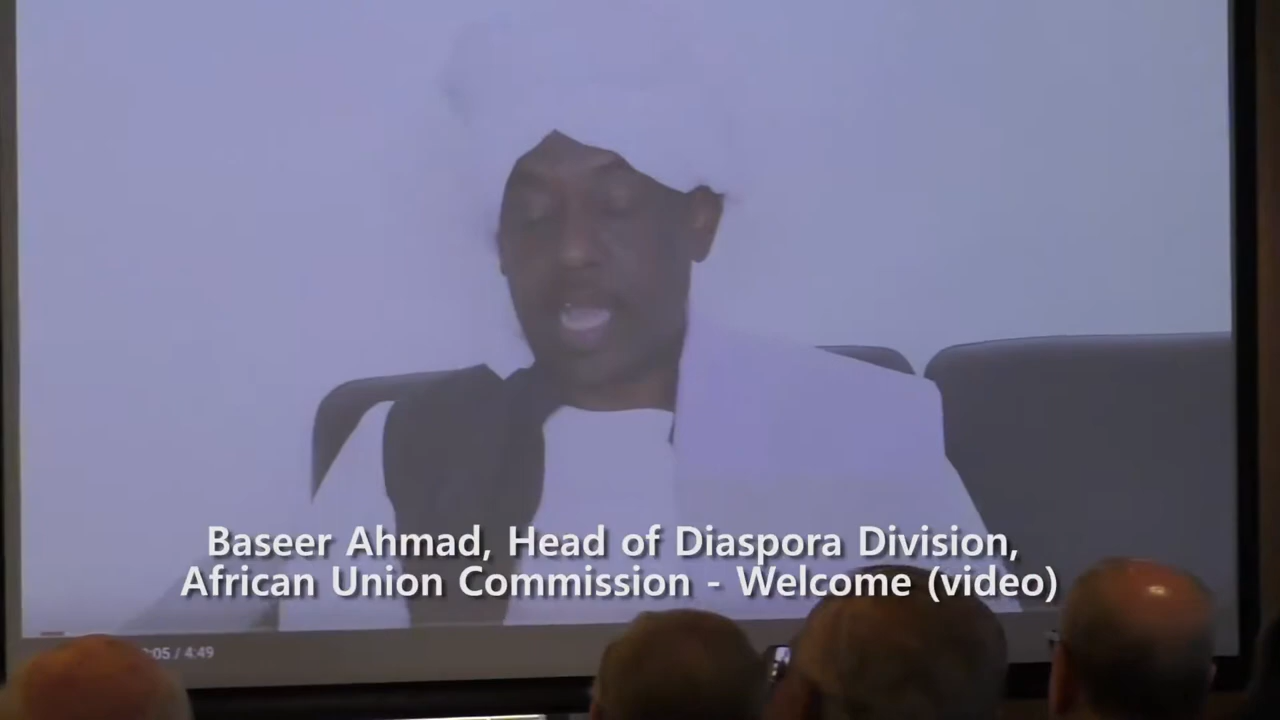 Baseer Ahmad, Head of Diaspora Division,
African Union Commission - Welcome (video)
:05 / 4:49